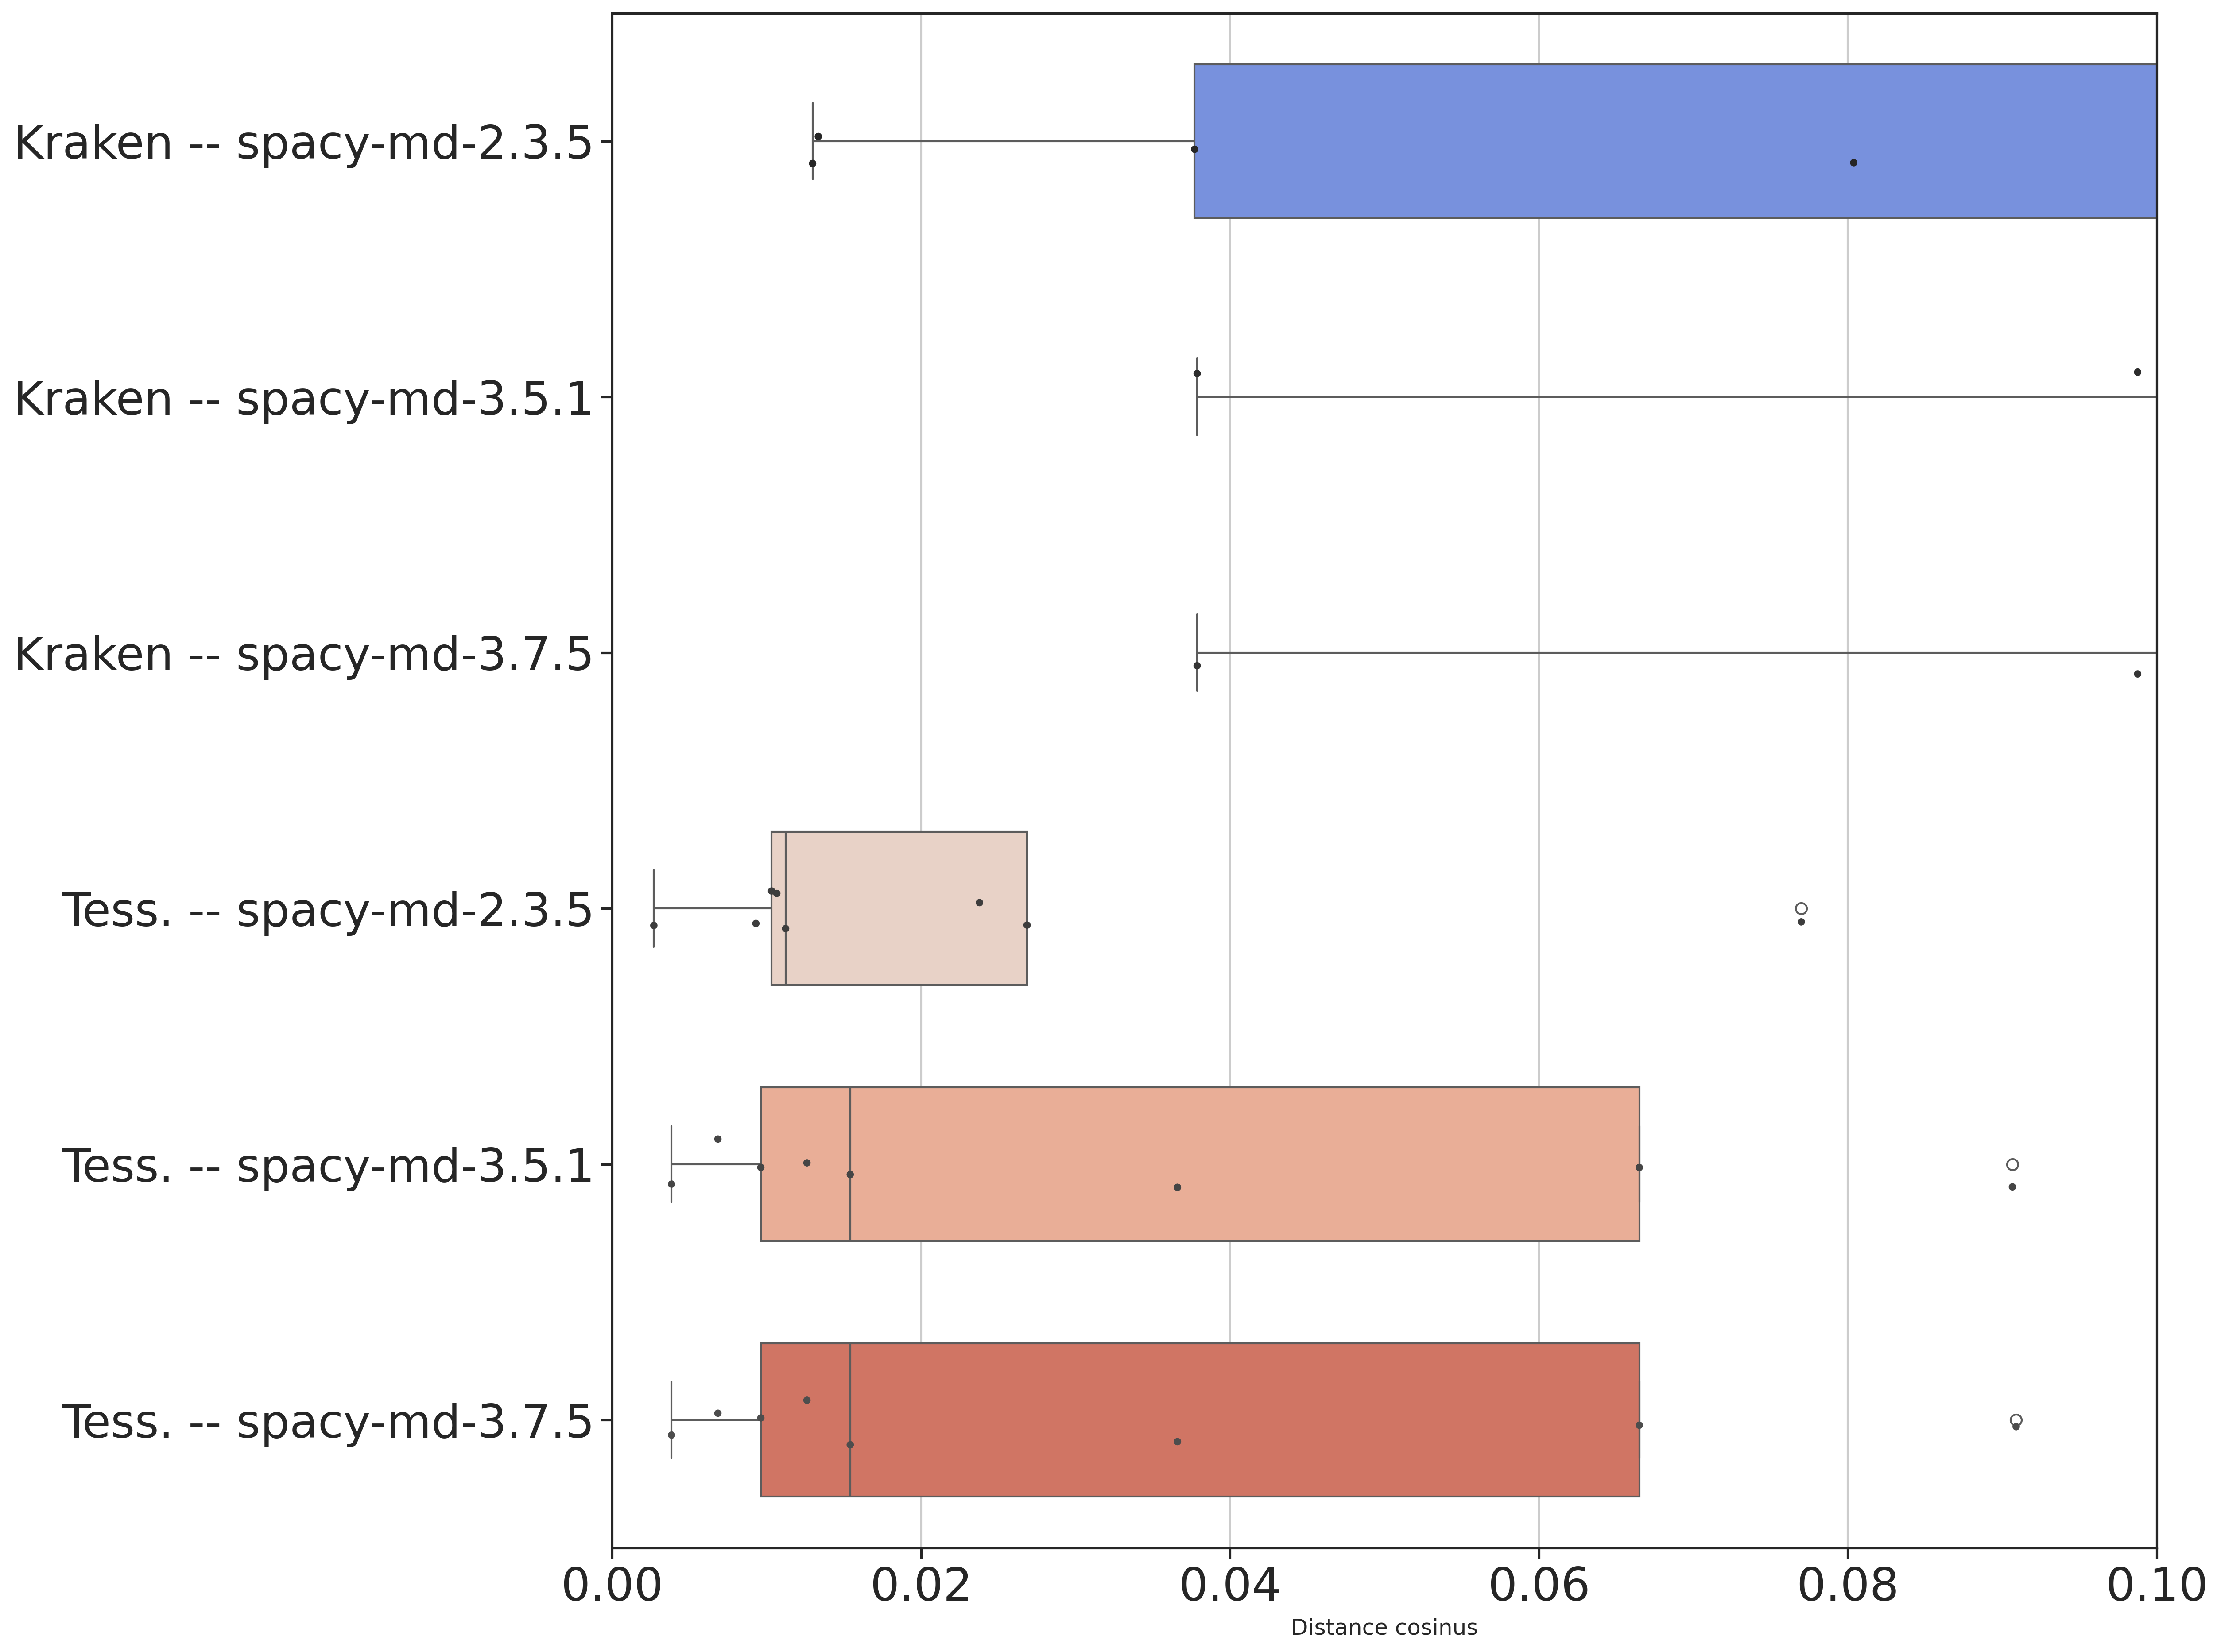 Kraken -- spacy-md-2.3.5
Kraken -- spacy-md-3.5.1
Kraken -- spacy-md-3.7.5
Tess. -- spacy-md-2.3.5
Tess. -- spacy-md-3.5.1
Tess. -- spacy-md-3.7.5
0.00 0.02 0.04 0.06 0.08 0.10
Distance cosinus